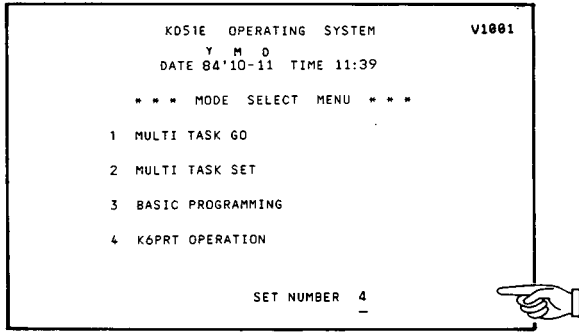 KD51E OPERATING SYSTEM V1001
Y M D
DATE 84'10-11 TIME 11:39
* * * MODE SELECT MENU * * *
1 MULTI TASK GO
2 MULTI TASK SET
3 BASIC PROGRAMMING
4 K6PRT OPERATION
SET NUMBER 4